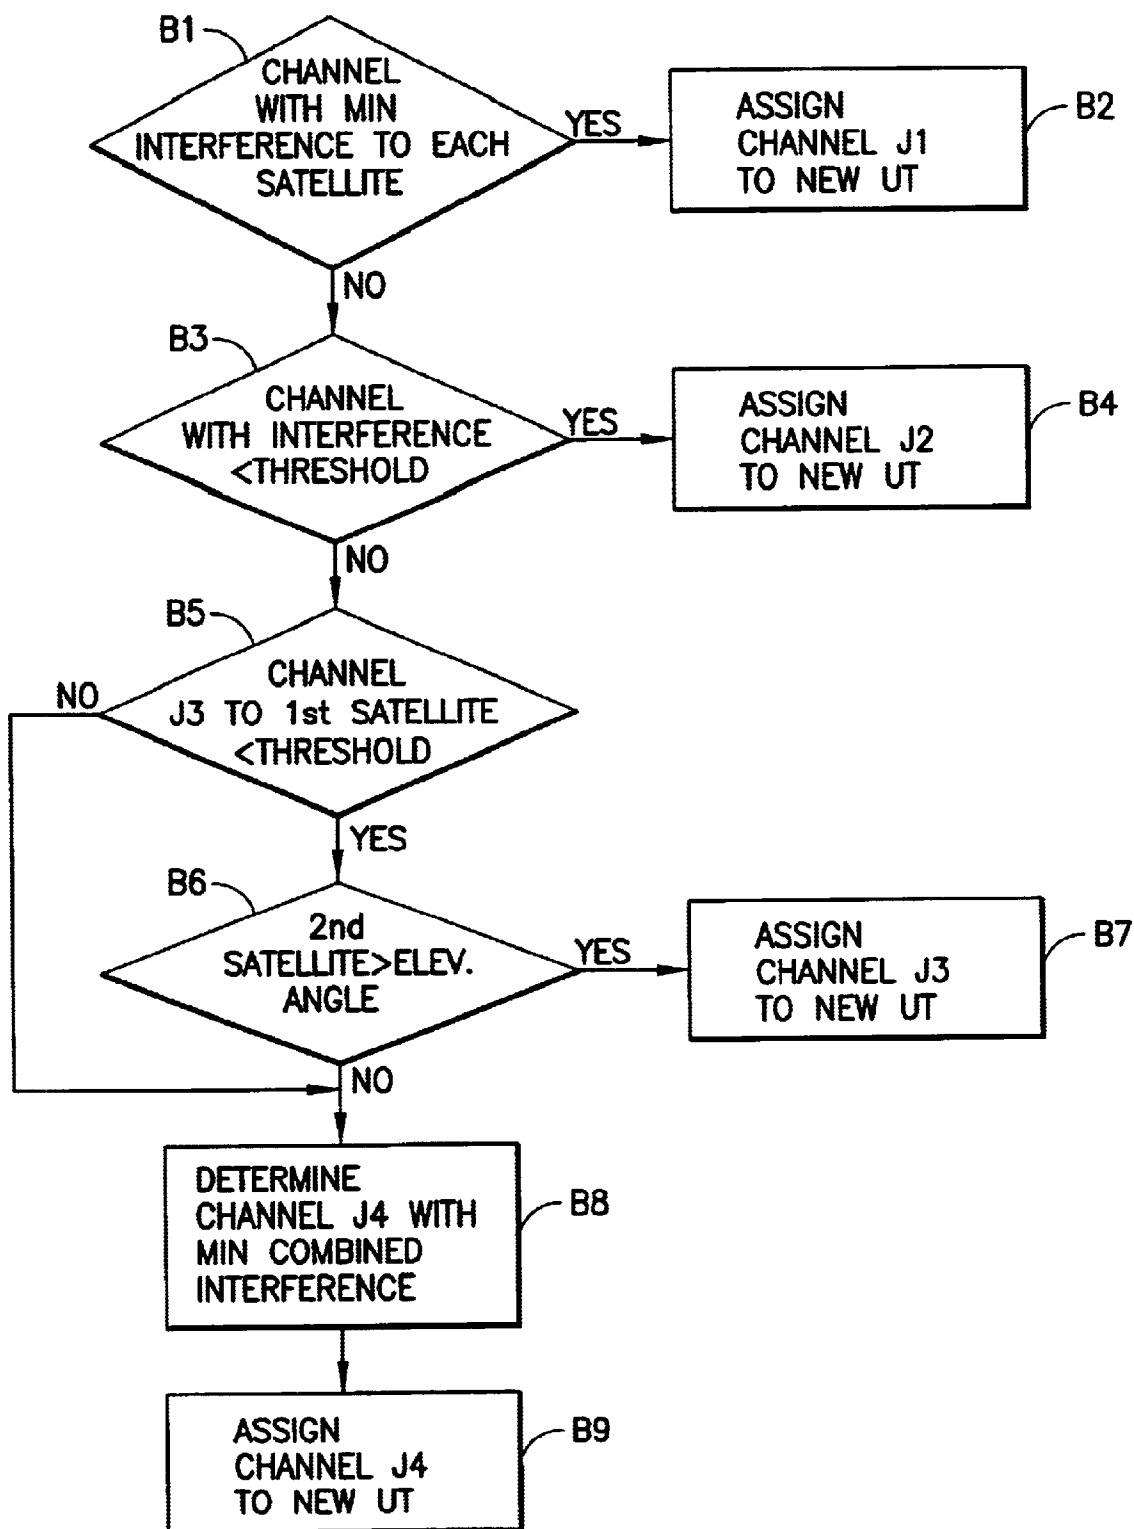 B1
CHANNEL
WITH MIN
INTERFERENCE TO EACH
SATELLITE
YES
ASSIGN
CHANNEL J1
TO NEW UT
B2
NO
B3
CHANNEL
WITH INTERFERENCE
<THRESHOLD
YES
ASSIGN
CHANNEL J2
TO NEW UT
B4
NO
B5
CHANNEL
J3 TO 1st SATELLITE
<THRESHOLD
NO
YES
B6
2nd
SATELLITE>ELEV.
ANGLE
YES
ASSIGN
CHANNEL J3
TO NEW UT
B7
NO
DETERMINE
CHANNEL J4 WITH
MIN COMBINED
INTERFERENCE
B8
ASSIGN
CHANNEL J4
TO NEW UT
B9